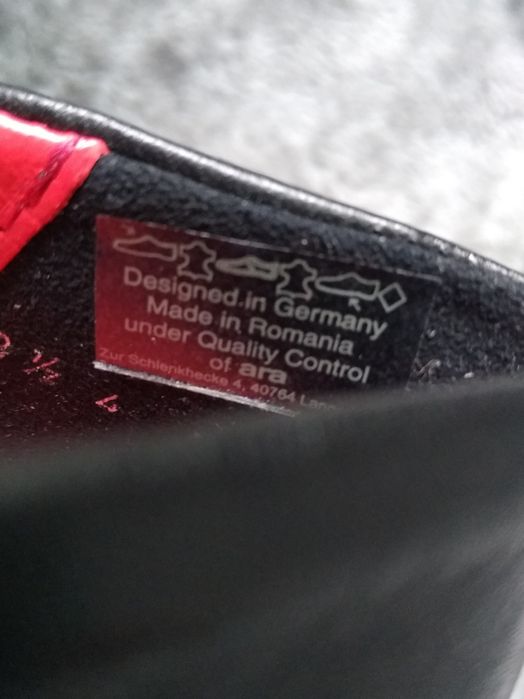 Designed in Germany
Made in Romania
under Quality Control
of ara
Zur Schlenkhecke 4, 40764